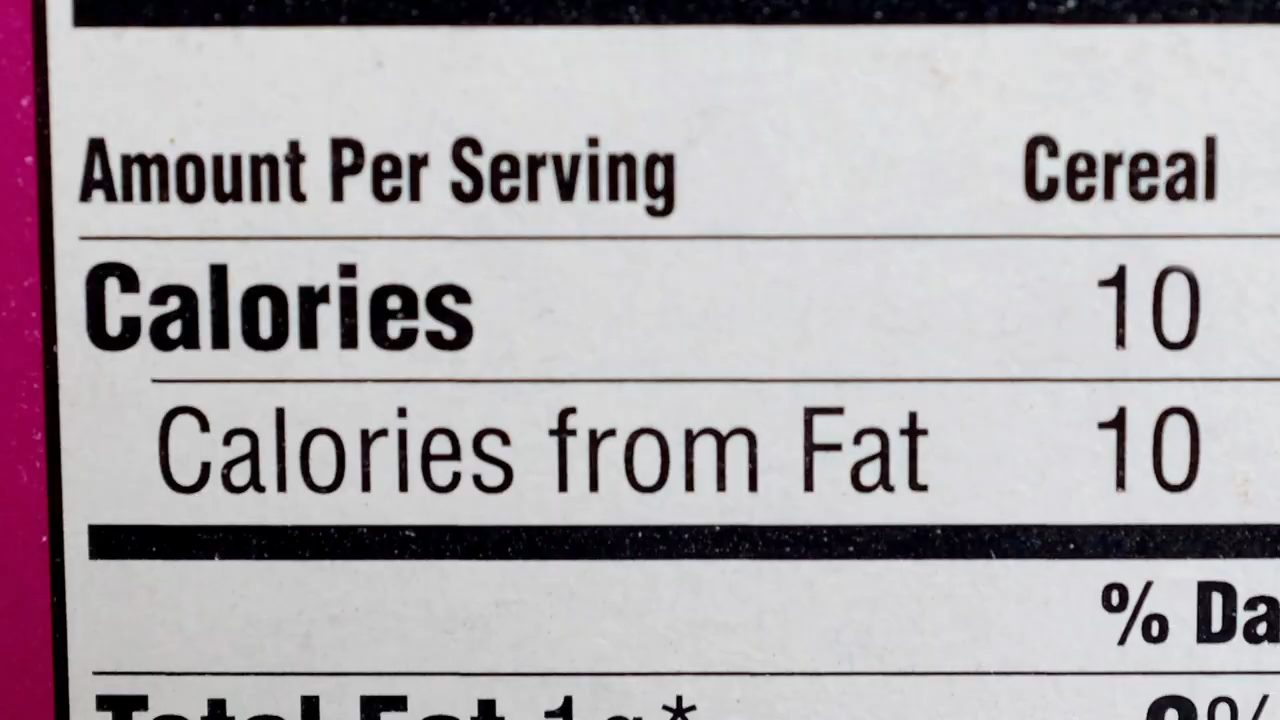 Amount Per Serving Cereal
Calories 10
Calories from Fat 10
% Da
Total Fat 1g*